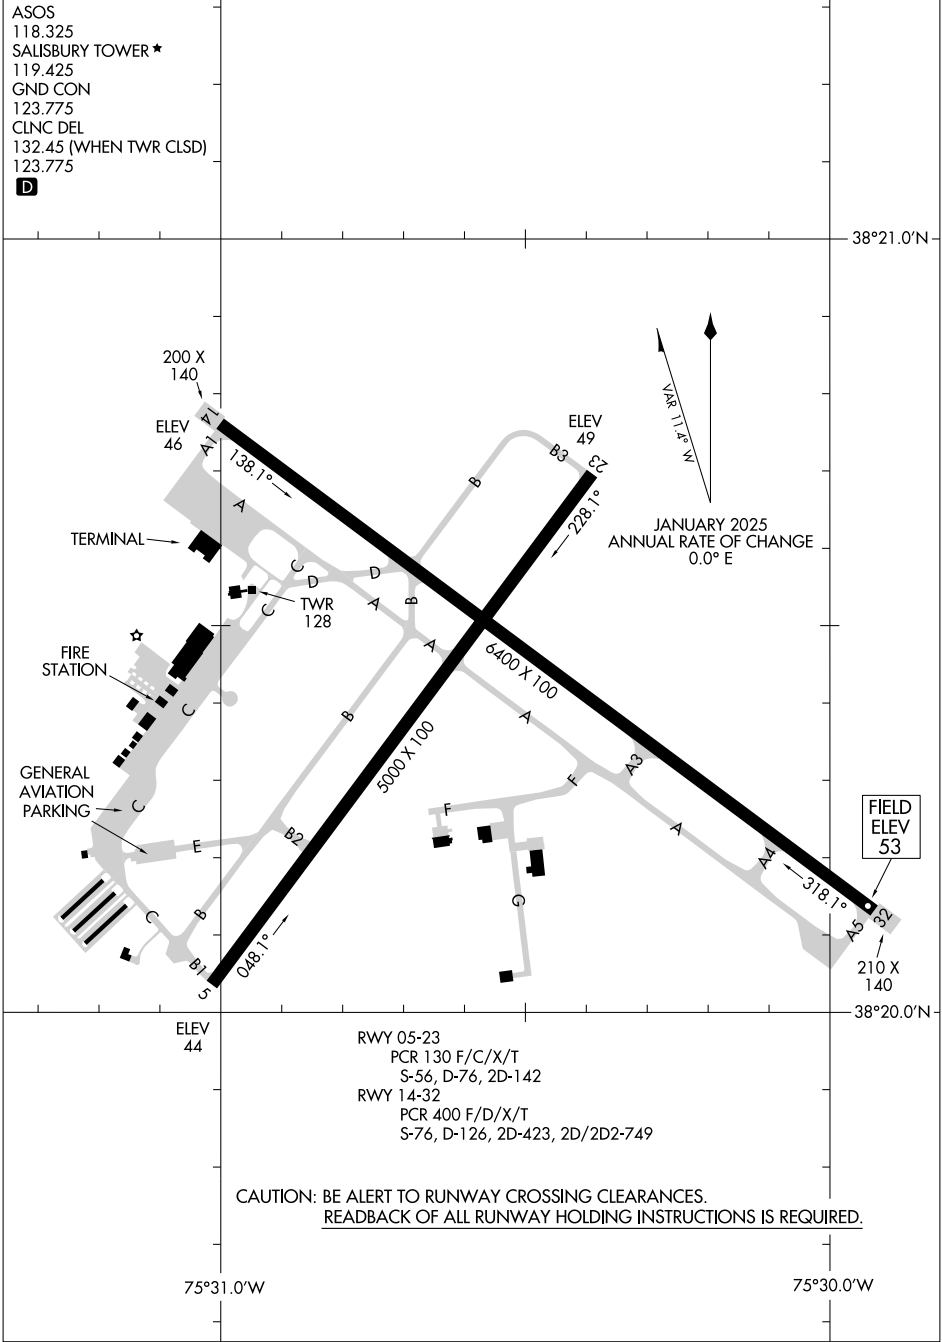 ASOS
118.325
SALISBURY TOWER ★
119.425
GND CON
123.775
CLNC DEL
132.45 (WHEN TWR CLSD)
123.775
D
38°21.0'N
200 X
140
14
ELEV
46
A1
138.1°
A
ELEV
49
B3
23
B
228.1°
VAR 11.4° W
JANUARY 2025
ANNUAL RATE OF CHANGE
0.0° E
TERMINAL
C
D
D
C
TWR
128
A
B
A
6400 X 100
FIRE
STATION
C
B
A
5000 X 100
A3
F
GENERAL
AVIATION
PARKING
C
F
B2
E
A
A4
FIELD
ELEV
53
318.1°
G
C
B
32
A5
048.1°
B1
5
210 X
140
38°20.0'N
ELEV
44
RWY 05-23
PCR 130 F/C/X/T
S-56, D-76, 2D-142
RWY 14-32
PCR 400 F/D/X/T
S-76, D-126, 2D-423, 2D/2D2-749
CAUTION: BE ALERT TO RUNWAY CROSSING CLEARANCES.
READBACK OF ALL RUNWAY HOLDING INSTRUCTIONS IS REQUIRED.
75°31.0'W
75°30.0'W